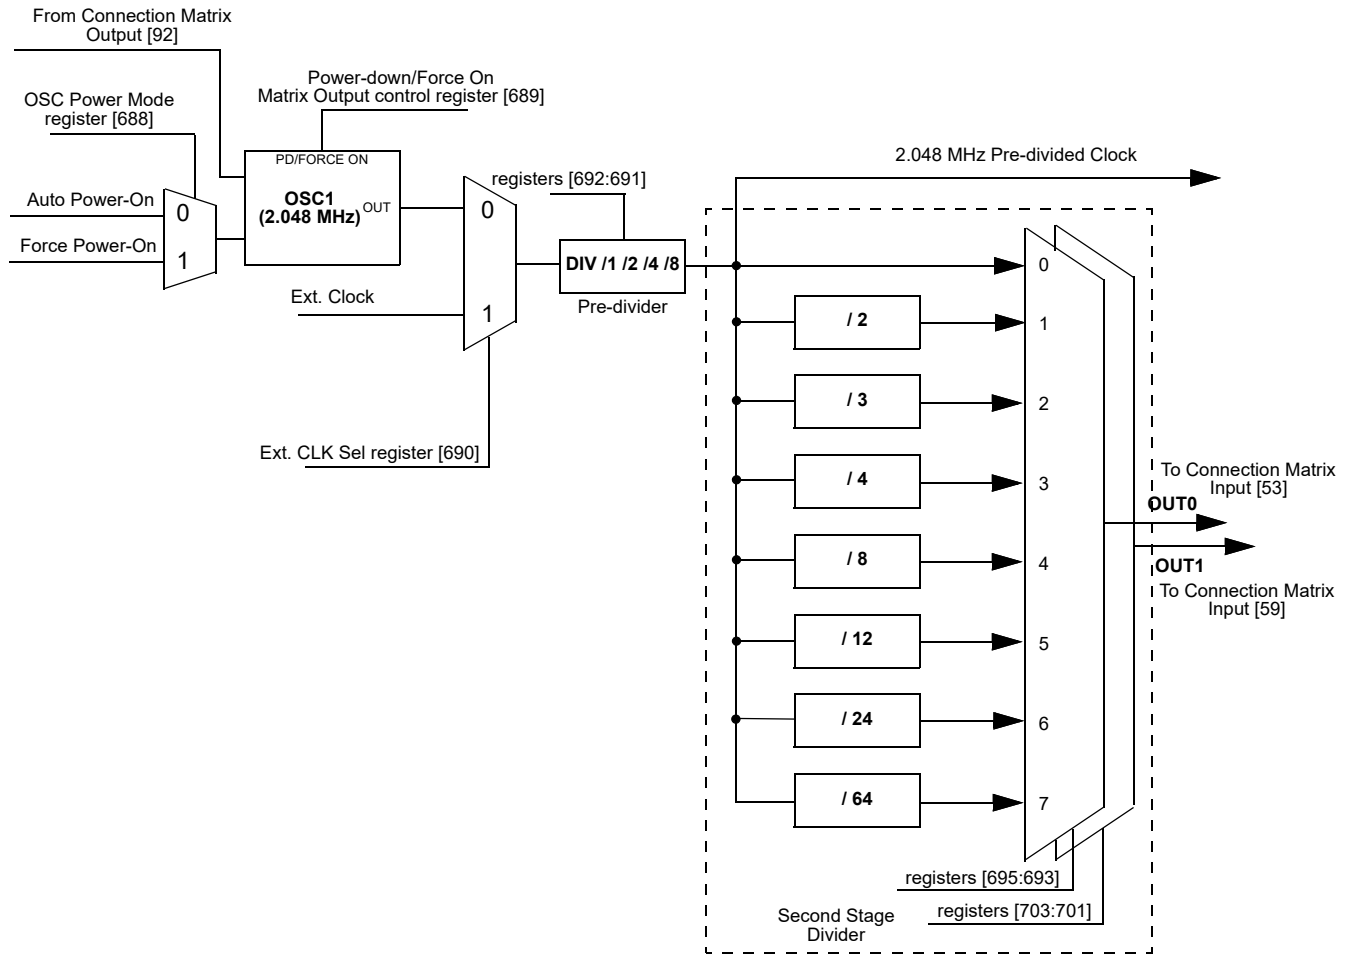 From Connection Matrix
Output [92]
Power-down/Force On
Matrix Output control register [689]
OSC Power Mode
register [688]
PD/FORCE ON
OSC1
(2.048 MHz)
OUT
Auto Power-On
0
Force Power-On
1
0
1
Ext. Clock
Ext. CLK Sel register [690]
registers [692:691]
DIV /1 /2 /4 /8
Pre-divider
2.048 MHz Pre-divided Clock
0
/ 2
1
/ 3
2
/ 4
3
/ 8
4
/ 12
5
/ 24
6
/ 64
7
To Connection Matrix
Input [53]
OUT0
OUT1
To Connection Matrix
Input [59]
registers [695:693]
registers [703:701]
Second Stage
Divider